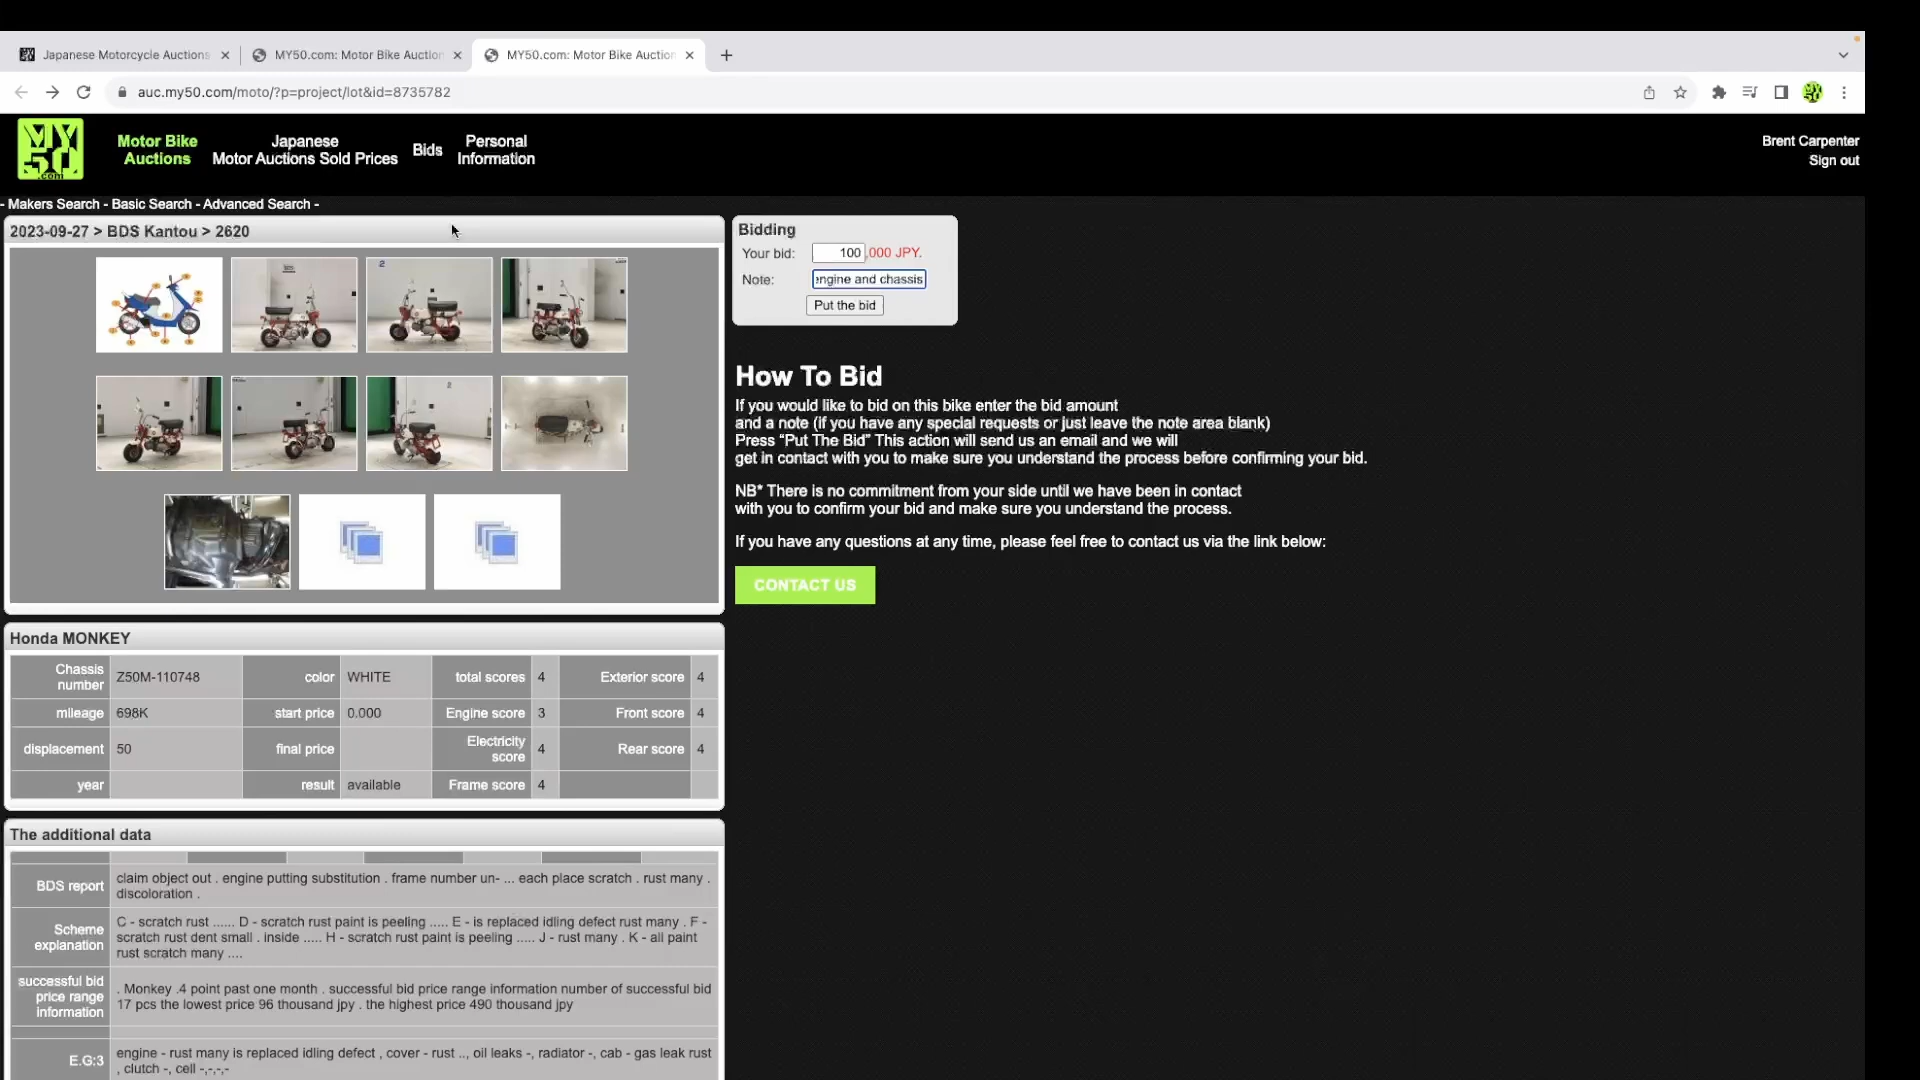 Japanese Motorcycle Auctions
MY50.com: Motor Bike Auction
MY50.com: Motor Bike Auction
auc.my50.com/moto/?p=project/lot&id=8735782
MY
50
.com
Motor Bike
Auctions
Japanese
Motor Auctions Sold Prices
Bids
Personal
Information
Brent Carpenter
Sign out
- Makers Search - Basic Search - Advanced Search -
2023-09-27 > BDS Kantou > 2620
Bidding
Your bid: 100 ,000 JPY.
Note: engine and chassis
Put the bid
How To Bid
If you would like to bid on this bike enter the bid amount
and a note (if you have any special requests or just leave the note area blank)
Press "Put The Bid" This action will send us an email and we will
get in contact with you to make sure you understand the process before confirming your bid.
NB* There is no commitment from your side until we have been in contact
with you to confirm your bid and make sure you understand the process.
If you have any questions at any time, please feel free to contact us via the link below:
CONTACT US
Honda MONKEY
Chassis number Z50M-110748 color WHITE total scores 4 Exterior score 4
mileage 698K start price 0.000 Engine score 3 Front score 4
displacement 50 final price Electricity score 4 Rear score 4
year result available Frame score 4
The additional data
BDS report
claim object out . engine putting substitution . frame number un- ... each place scratch . rust many .
discoloration .
Scheme
explanation
C - scratch rust ...... D - scratch rust paint is peeling ..... E - is replaced idling defect rust many . F -
scratch rust dent small . inside ..... H - scratch rust paint is peeling ..... J - rust many . K - all paint
rust scratch many ....
successful bid
price range
information
. Monkey .4 point past one month . successful bid price range information number of successful bid
17 pcs the lowest price 96 thousand jpy . the highest price 490 thousand jpy
E.G:3
engine - rust many is replaced idling defect , cover - rust .., oil leaks -, radiator -, cab - gas leak rust
, clutch -, cell -,-,-,-